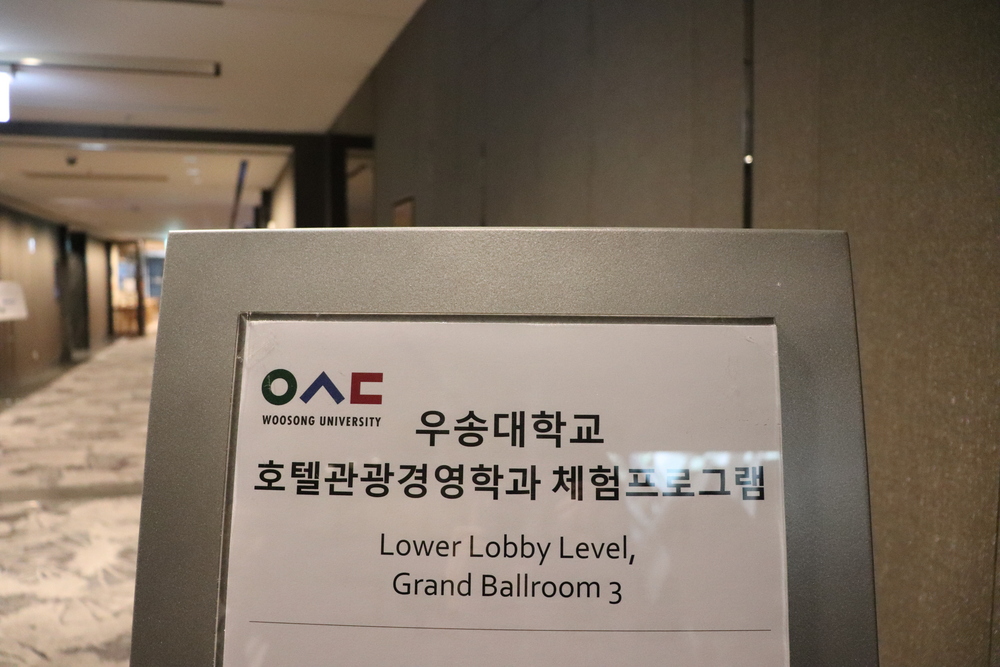 WOOSONG UNIVERSITY
우송대학교
호텔관광경영학과 체험프로그램
Lower Lobby Level,
Grand Ballroom 3